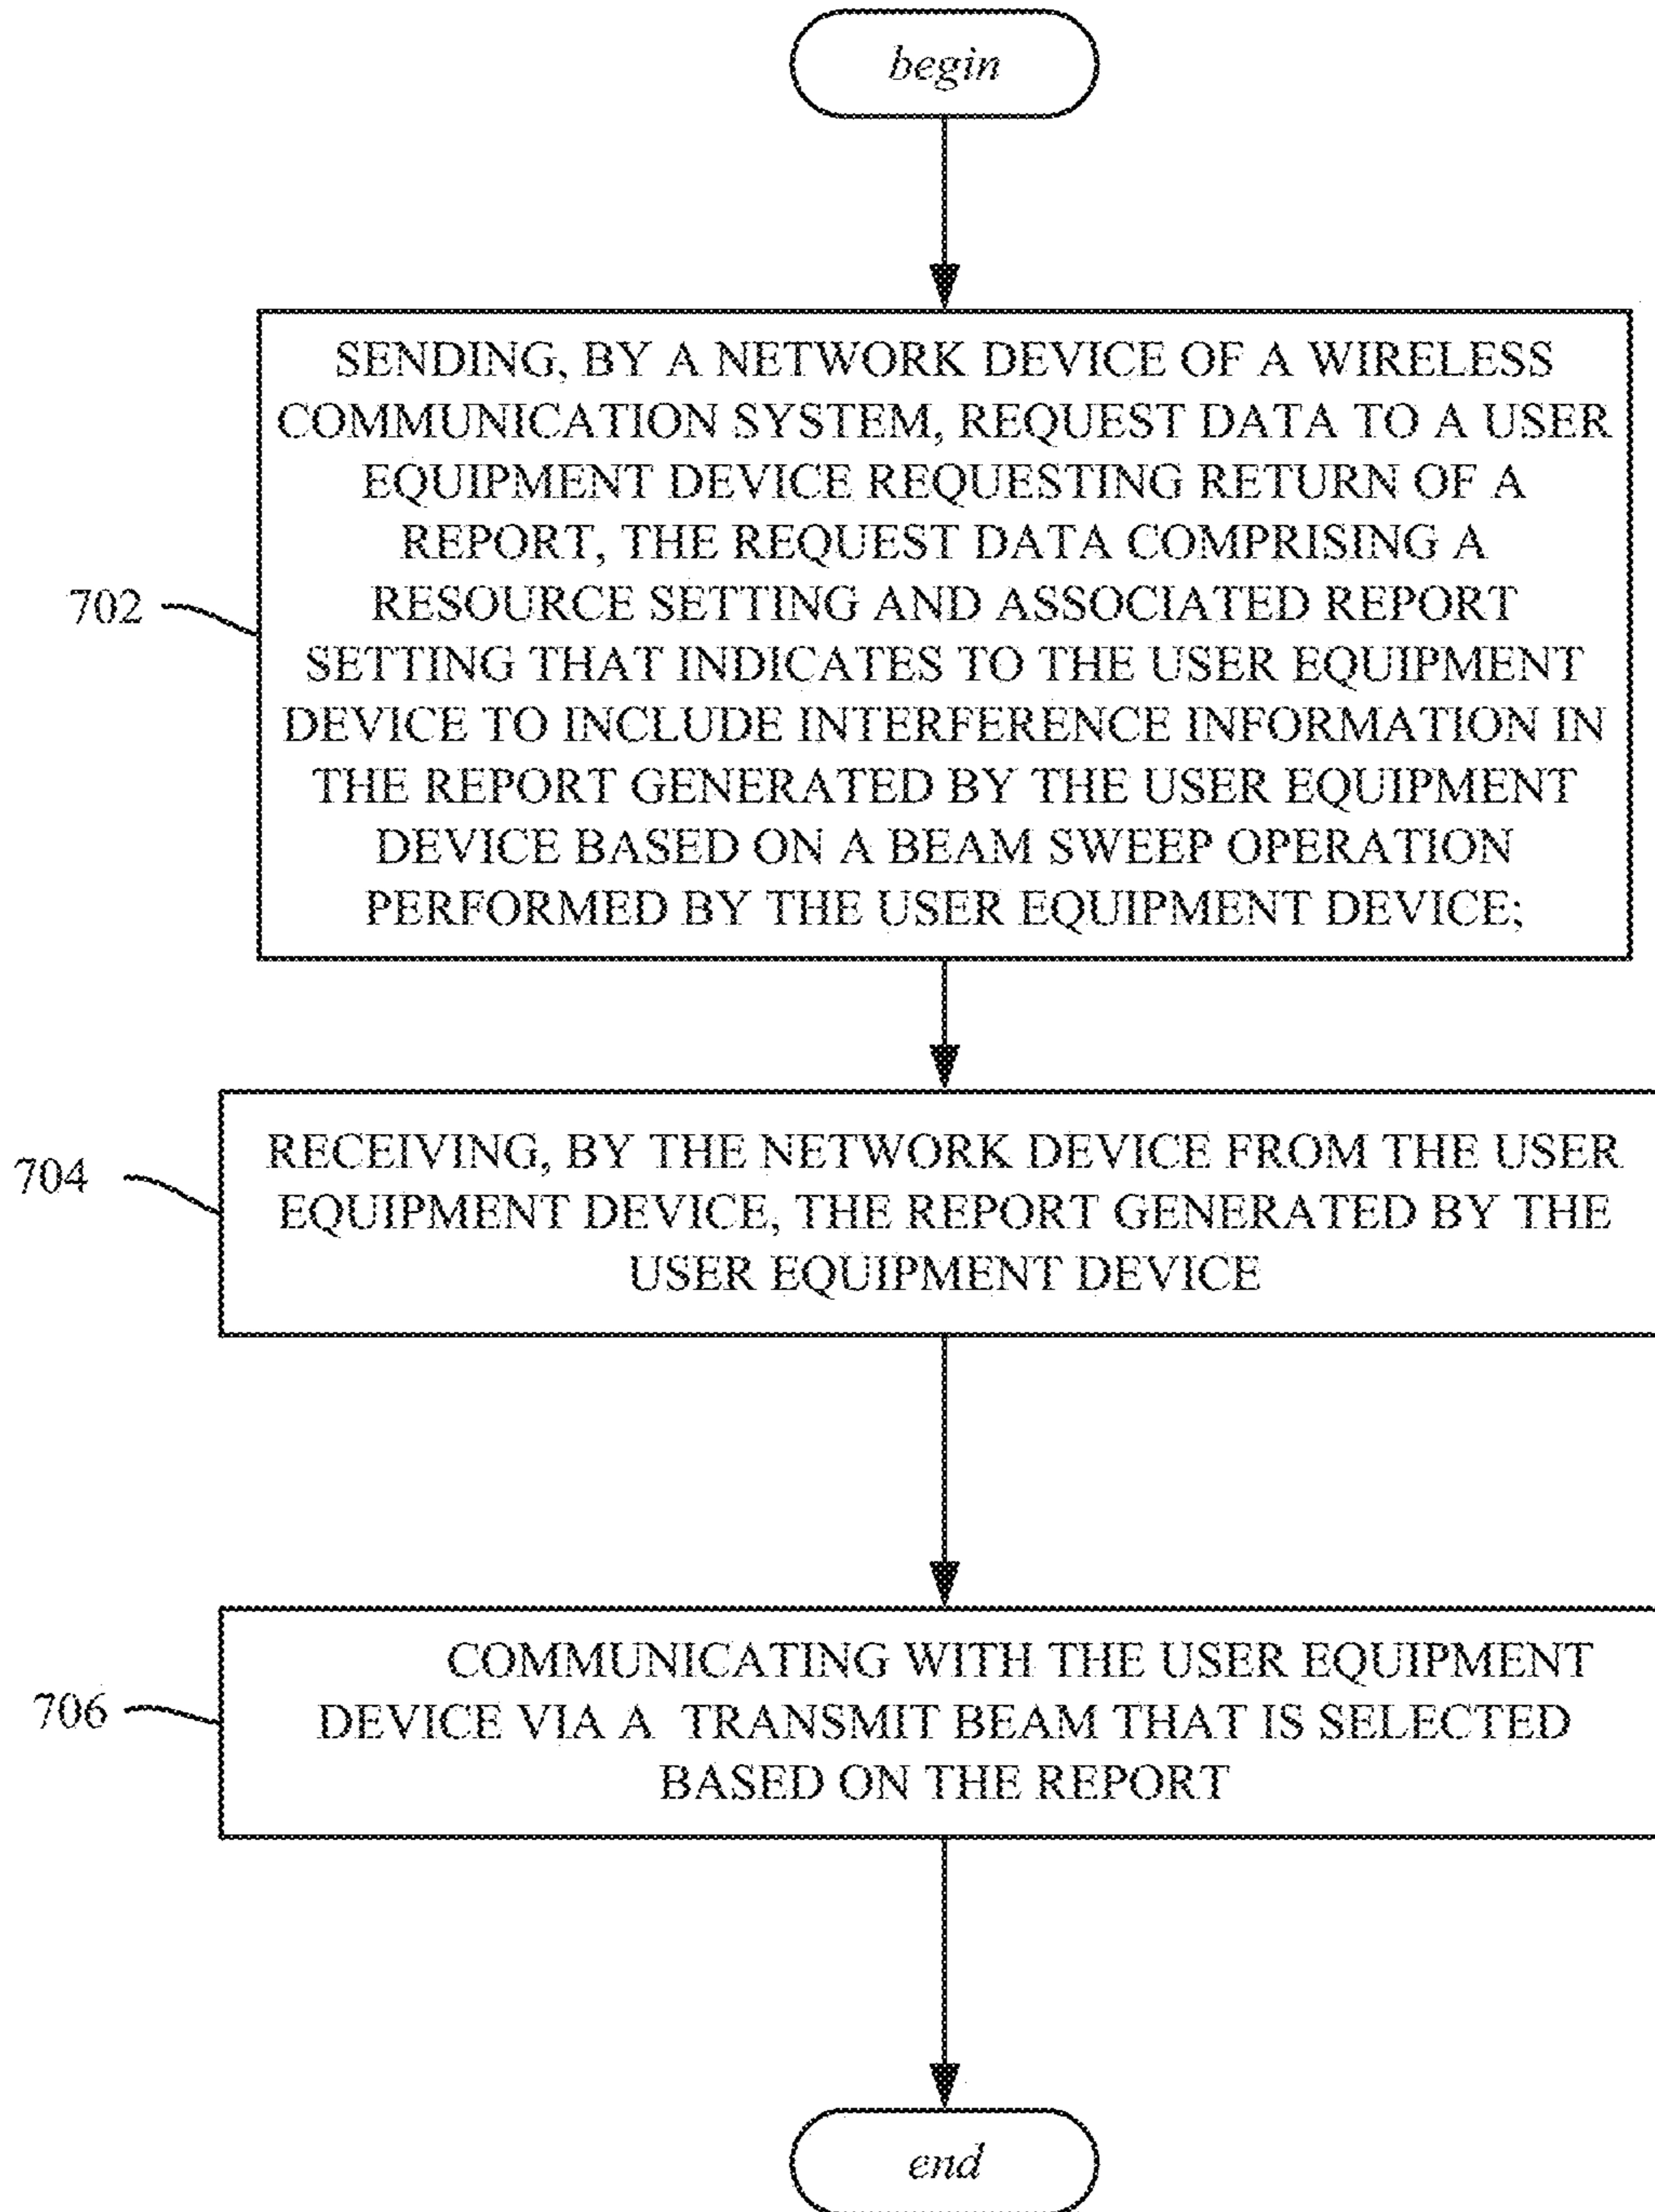 begin
SENDING, BY A NETWORK DEVICE OF A WIRELESS
COMMUNICATION SYSTEM, REQUEST DATA TO A USER
EQUIPMENT DEVICE REQUESTING RETURN OF A
REPORT, THE REQUEST DATA COMPRISING A
702
RESOURCE SETTING AND ASSOCIATED REPORT
SETTING THAT INDICATES TO THE USER EQUIPMENT
DEVICE TO INCLUDE INTERFERENCE INFORMATION IN
THE REPORT GENERATED BY THE USER EQUIPMENT
DEVICE BASED ON A BEAM SWEEP OPERATION
PERFORMED BY THE USER EQUIPMENT DEVICE;
704
RECEIVING, BY THE NETWORK DEVICE FROM THE USER
EQUIPMENT DEVICE, THE REPORT GENERATED BY THE
USER EQUIPMENT DEVICE
706
COMMUNICATING WITH THE USER EQUIPMENT
DEVICE VIA A TRANSMIT BEAM THAT IS SELECTED
BASED ON THE REPORT
end